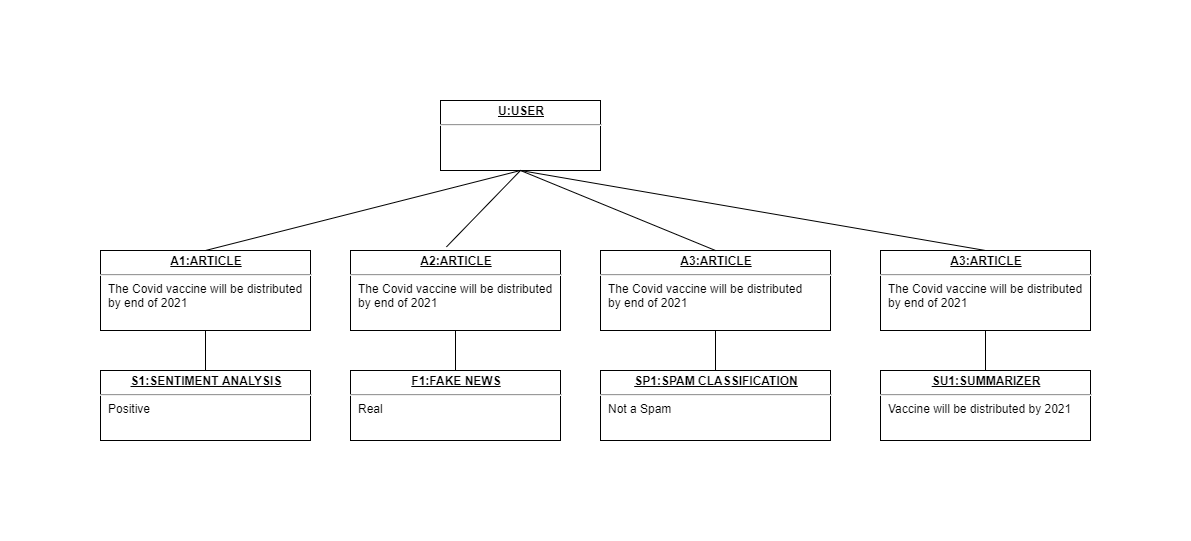 U:USER
A1:ARTICLE
The Covid vaccine will be distributed
by end of 2021
A2:ARTICLE
The Covid vaccine will be distributed
by end of 2021
A3:ARTICLE
The Covid vaccine will be distributed
by end of 2021
A3:ARTICLE
The Covid vaccine will be distributed
by end of 2021
S1:SENTIMENT ANALYSIS
Positive
F1:FAKE NEWS
Real
SP1:SPAM CLASSIFICATION
Not a Spam
SU1:SUMMARIZER
Vaccine will be distributed by 2021